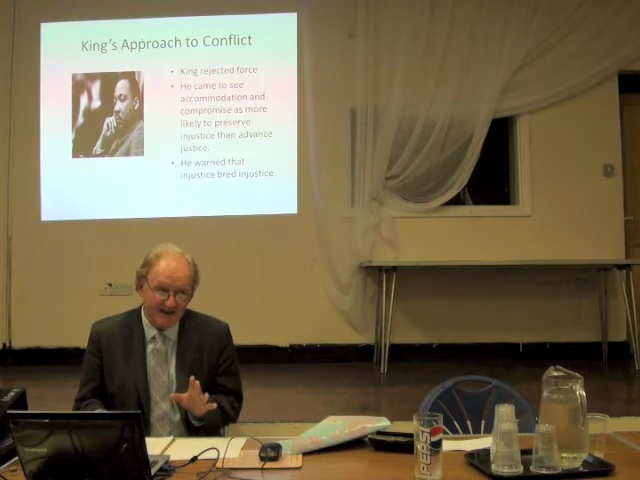 King's Approach to Conflict
• King rejected force
• He came to see
accommodation and
compromise as more
likely to preserve
injustice than advance
justice.
• He warned that
injustice bred injustice
PEPSI